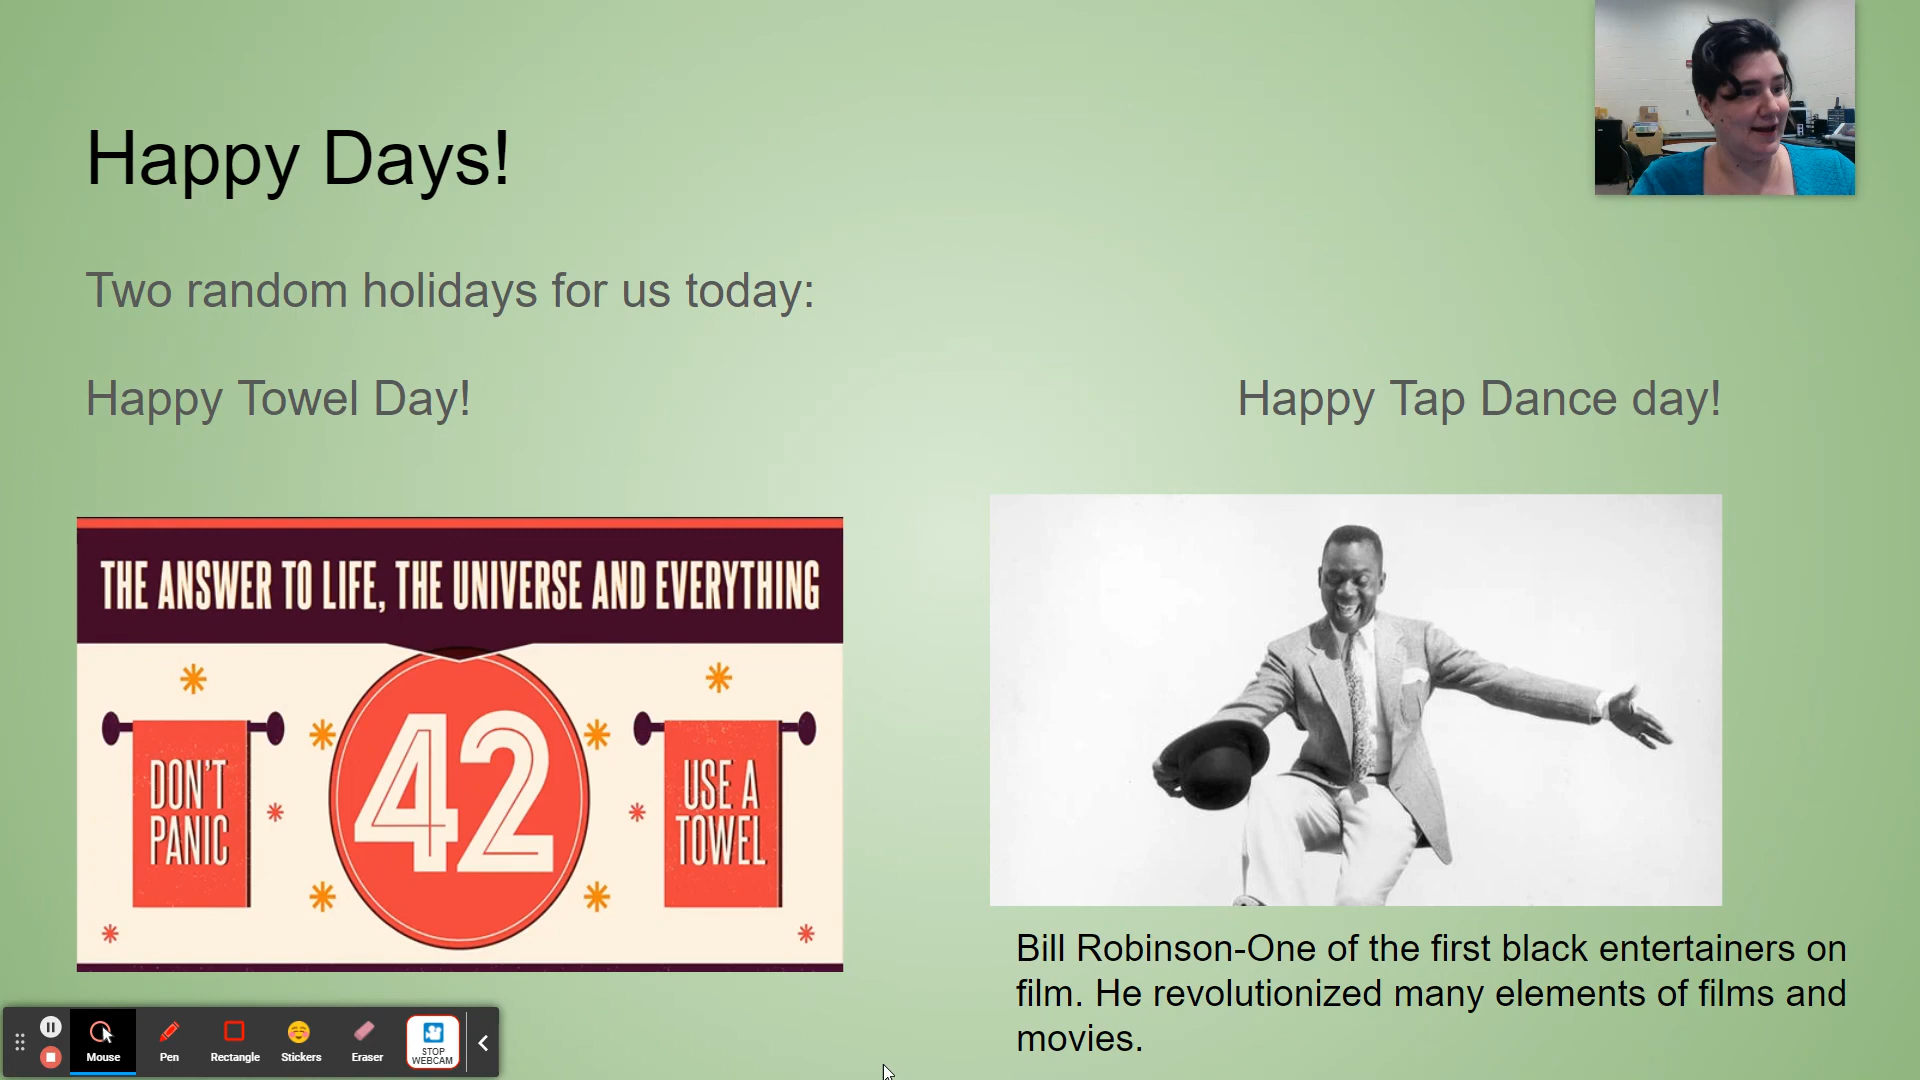 Happy Days!
Two random holidays for us today:
Happy Towel Day!
Happy Tap Dance day!
THE ANSWER TO LIFE, THE UNIVERSE AND EVERYTHING
DON'T
PANIC
42
USE A
TOWEL
Bill Robinson-One of the first black entertainers on
film. He revolutionized many elements of films and
movies.
Mouse
Pen
Rectangle
Stickers
Eraser
STOP
WEBCAM